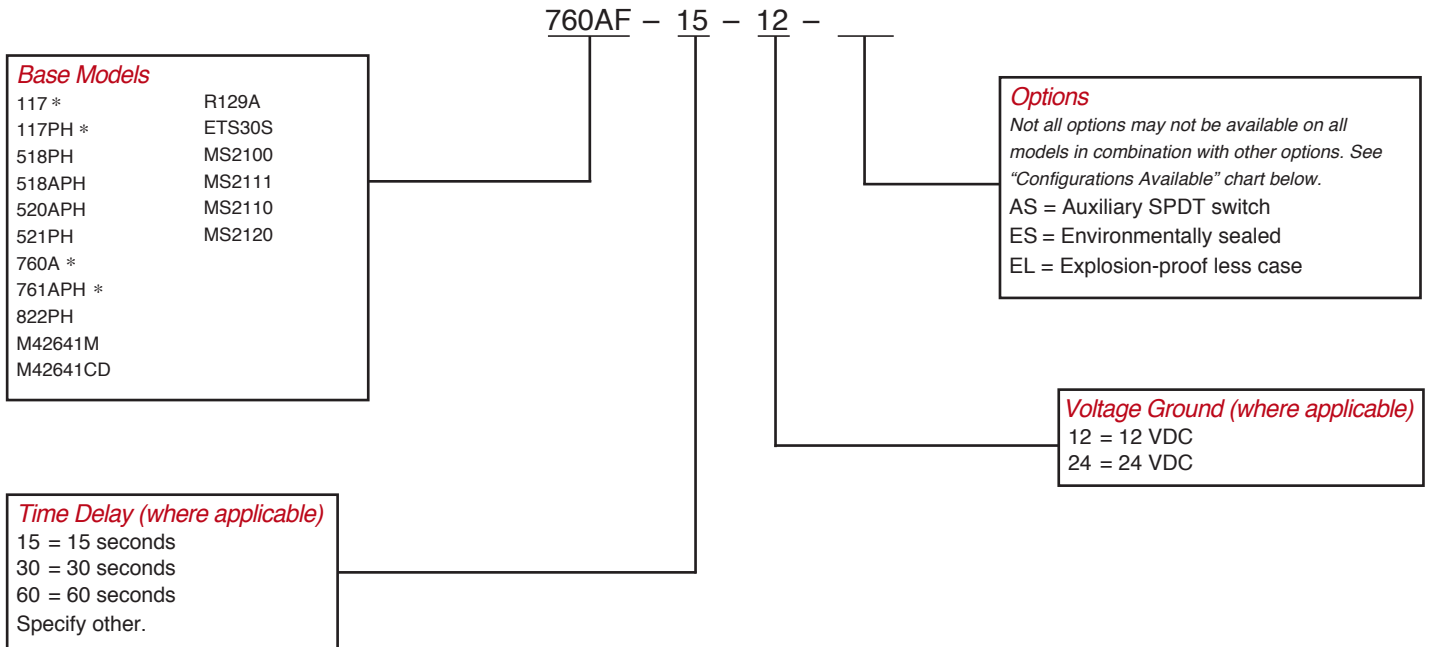 760AF – 15 – 12 –
Base Models
117 * R129A
117PH * ETS30S
518PH MS2100
518APH MS2111
520APH MS2110
521PH MS2120
760A *
761APH *
822PH
M42641M
M42641CD
Options
Not all options may not be available on all
models in combination with other options. See
“Configurations Available” chart below.
AS = Auxiliary SPDT switch
ES = Environmentally sealed
EL = Explosion-proof less case
Voltage Ground (where applicable)
12 = 12 VDC
24 = 24 VDC
Time Delay (where applicable)
15 = 15 seconds
30 = 30 seconds
60 = 60 seconds
Specify other.